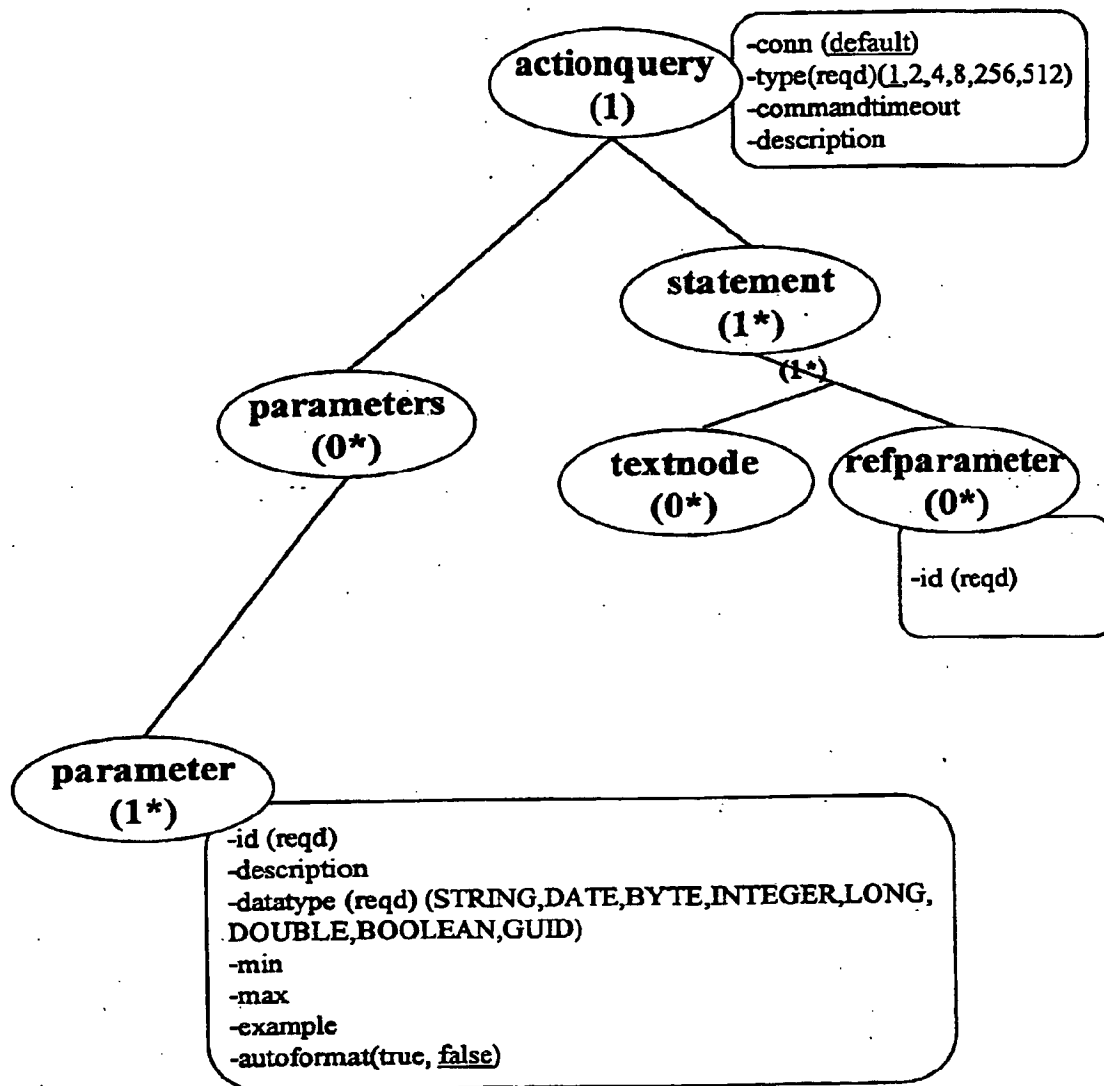 actionquery
(1)
-conn (default)
-type(reqd)(1,2,4,8,256,512)
-commandtimeout
-description
statement
(1*)
(1*)
parameters
(0*)
textnode
(0*)
refparameter
(0*)
-id (reqd)
parameter
(1*)
-id (reqd)
-description
-datatype (reqd) (STRING,DATE,BYTE,INTEGER,LONG,
DOUBLE,BOOLEAN,GUID)
-min
-max
-example
-autoformat(true, false)